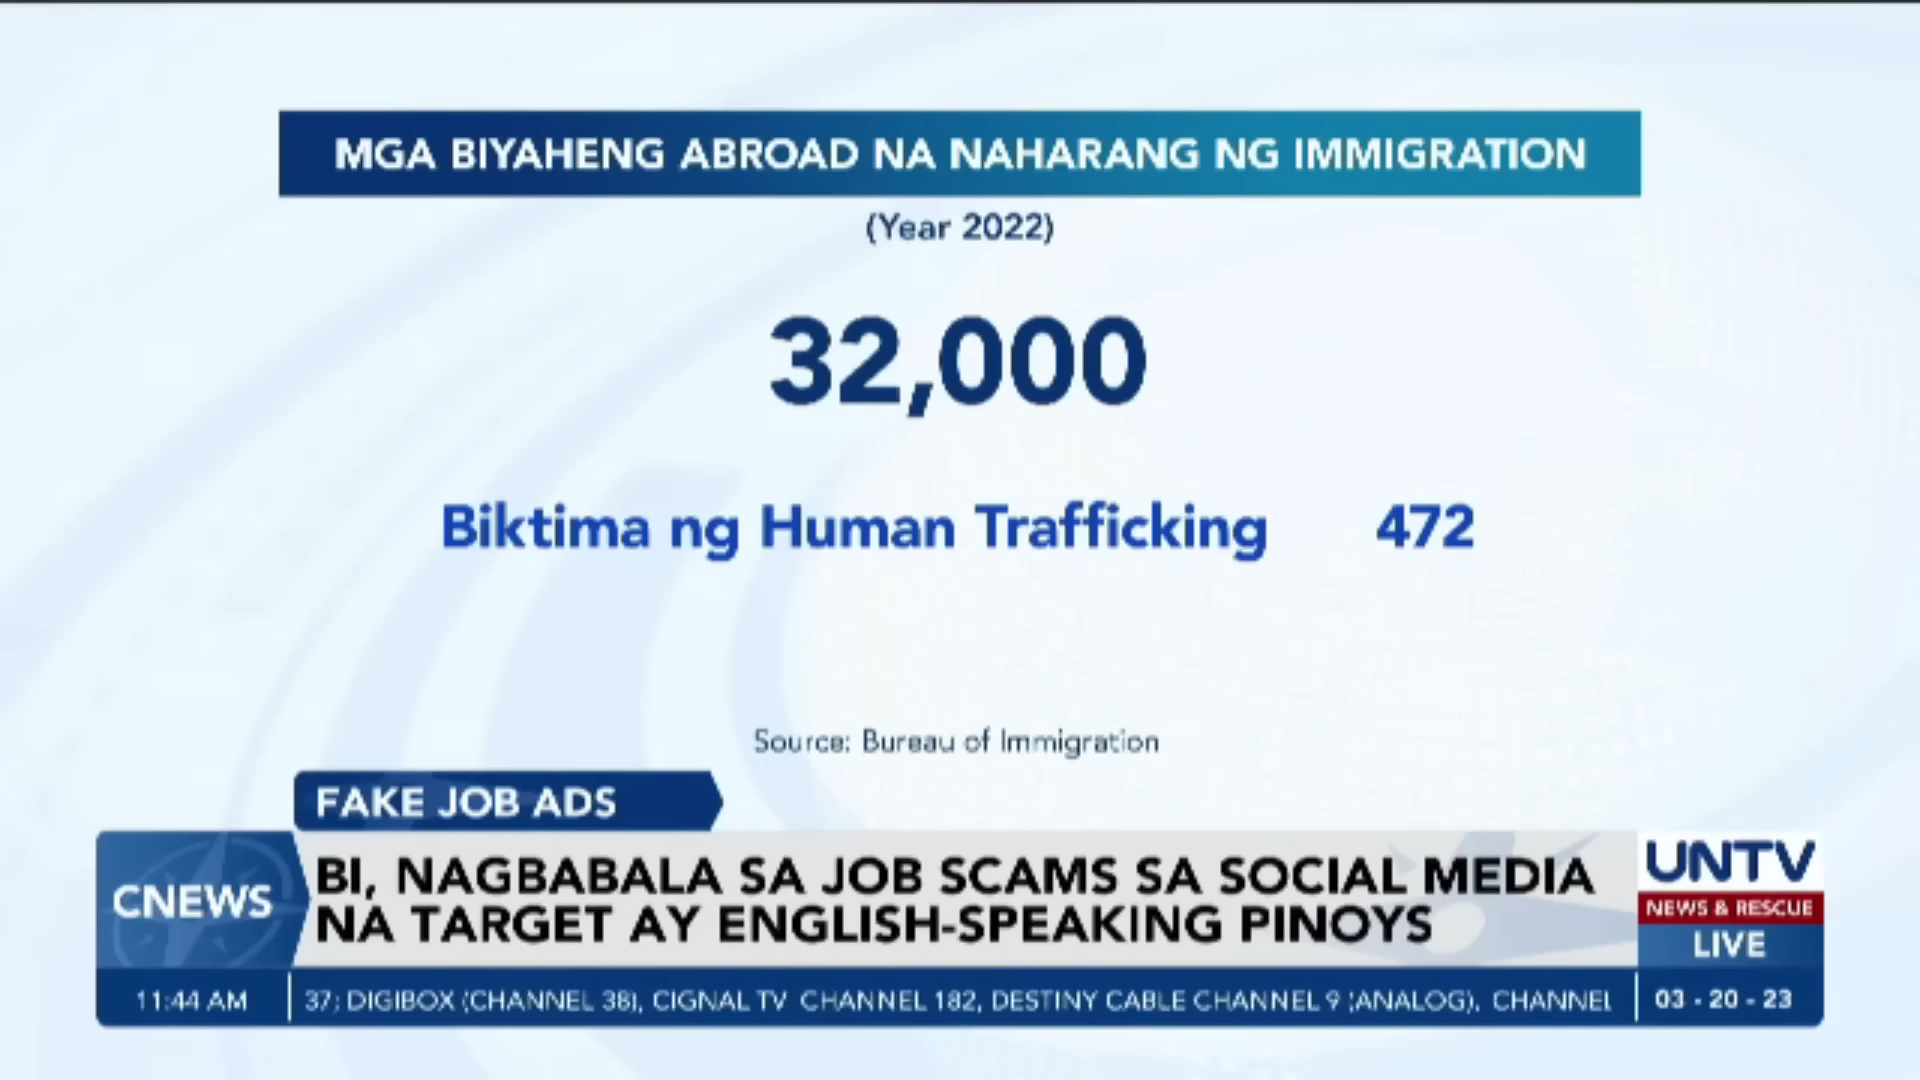 MGA BIYAHENG ABROAD NA NAHARANG NG IMMIGRATION
(Year 2022)
32,000
Biktima ng Human Trafficking 472
Source: Bureau of Immigration
FAKE JOB ADS
CNEWS
BI, NAGBABALA SA JOB SCAMS SA SOCIAL MEDIA
NA TARGET AY ENGLISH-SPEAKING PINOYS
UNTV
NEWS & RESCUE
LIVE
11:44 AM
37; DIGIBOX (CHANNEL 38), CIGNAL TV CHANNEL 182, DESTINY CABLE CHANNEL 9 (ANALOG), CHANNEL
03 - 20 - 23